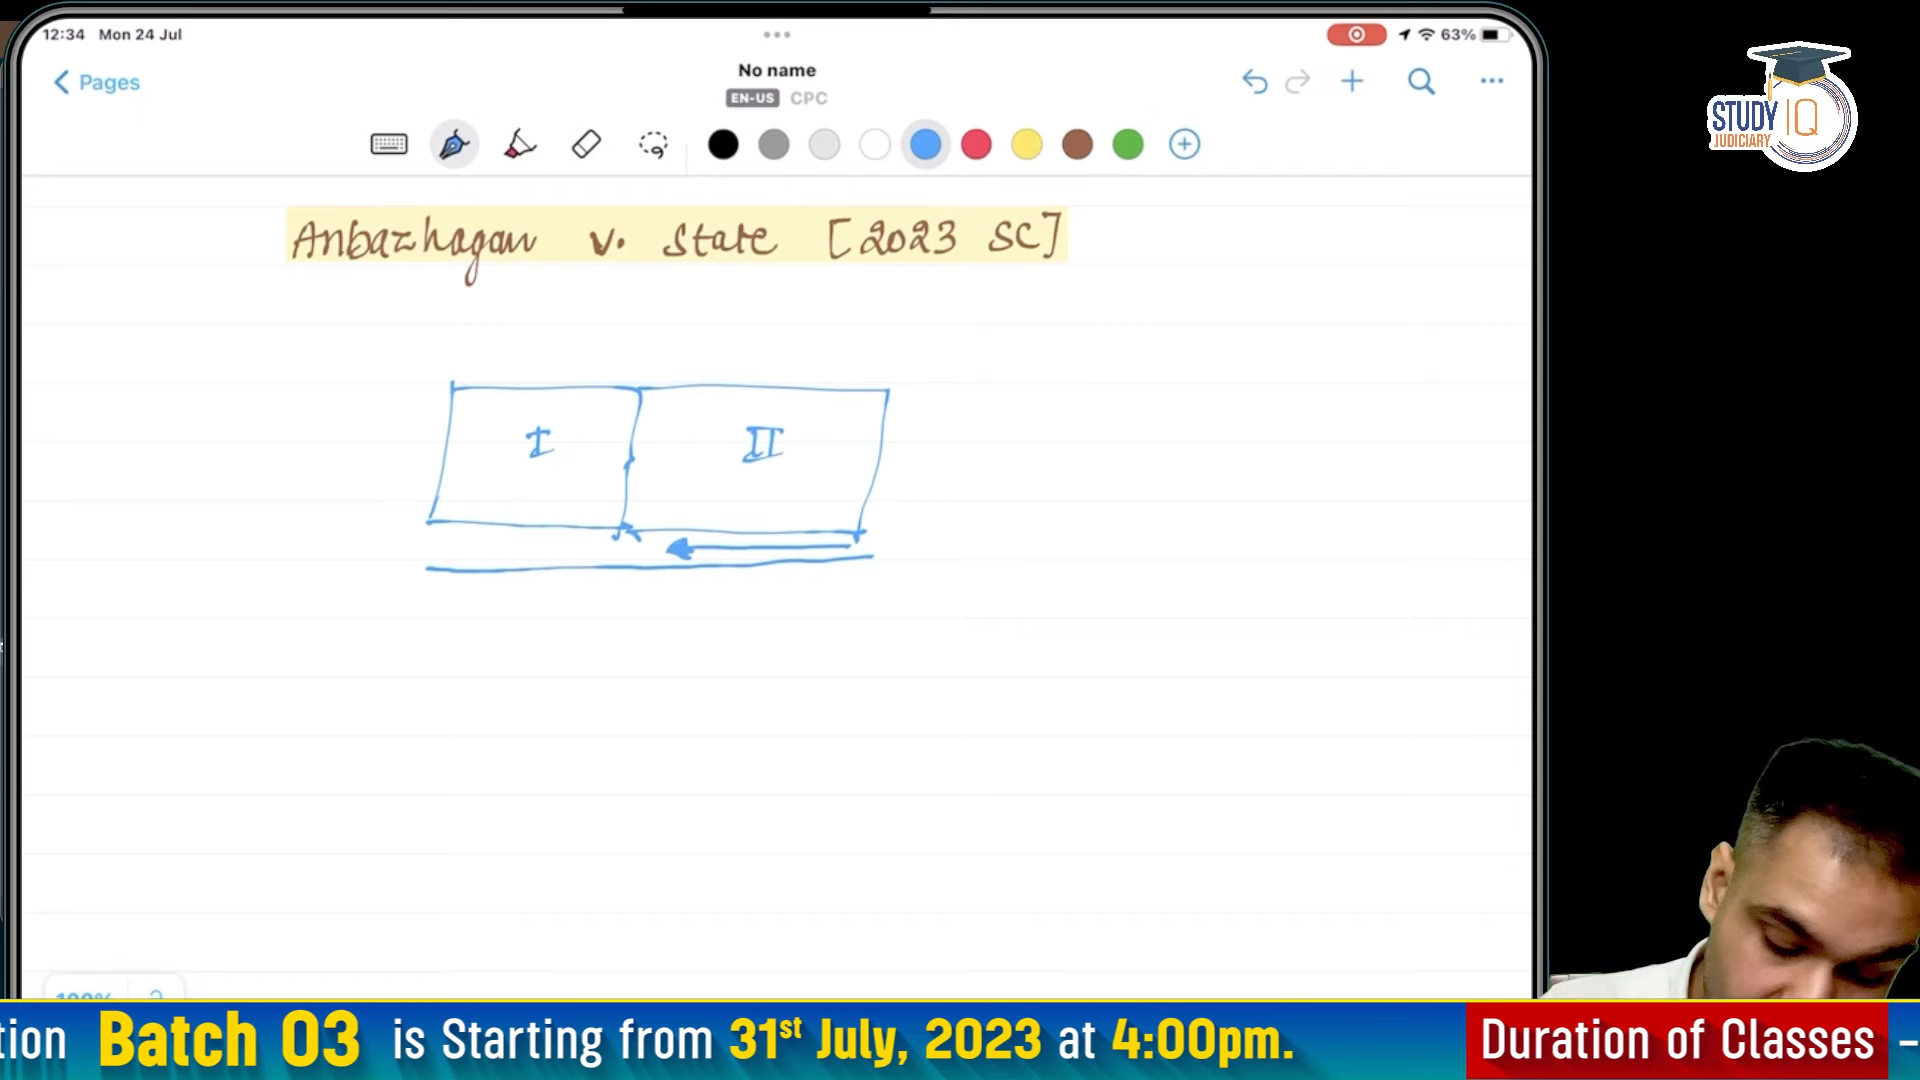 12:34 Mon 24 Jul
63%
Pages
No name
EN-US CPC
STUDY IQ
JUDICIARY
Anbazhagan v. State [2023 SC]
I
II
100%
tion Batch 03 is Starting from 31st July, 2023 at 4:00pm.
Duration of Classes –